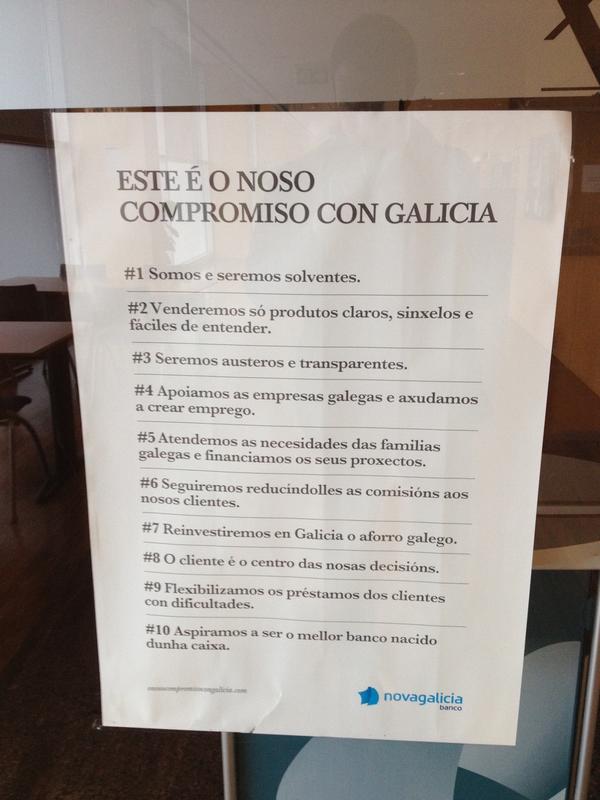 ESTE É O NOSO
COMPROMISO CON GALICIA
#1 Somos e seremos solventes.
#2 Venderemos só produtos claros, sinxelos e
fáciles de entender.
#3 Seremos austeros e transparentes.
#4 Apoiamos as empresas galegas e axudamos
a crear emprego.
#5 Atendemos as necesidades das familias
galegas e financiamos os seus proxectos.
#6 Seguiremos reducíndolles as comisións aos
nosos clientes.
#7 Reinvestiremos en Galicia o aforro galego.
#8 O cliente é o centro das nosas decisións.
#9 Flexibilizamos os préstamos dos clientes
con dificultades.
#10 Aspiramos a ser o mellor banco nacido
dunha caixa.
onosocompromisocongalicia.com
novagalicia
banco